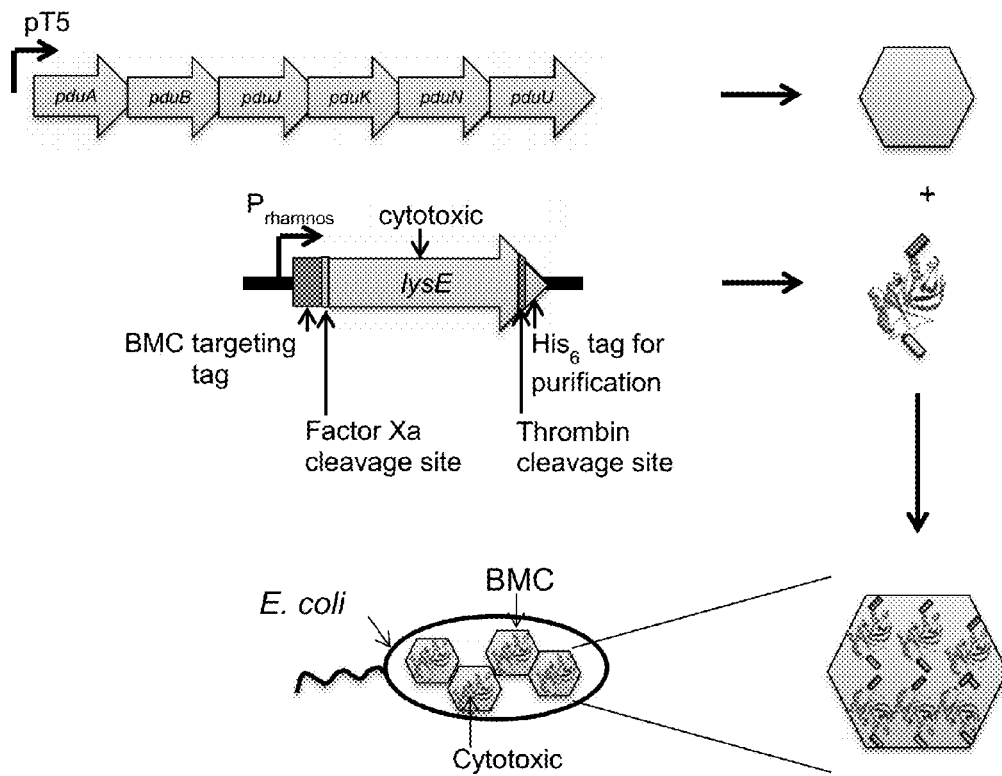 pT5
pduA pduB pduJ pduK pduN pduU
+
P rhamnos
cytotoxic
lysE
BMC targeting
tag
His6 tag for
purification
Factor Xa
cleavage site
Thrombin
cleavage site
BMC
E. coli
Cytotoxic